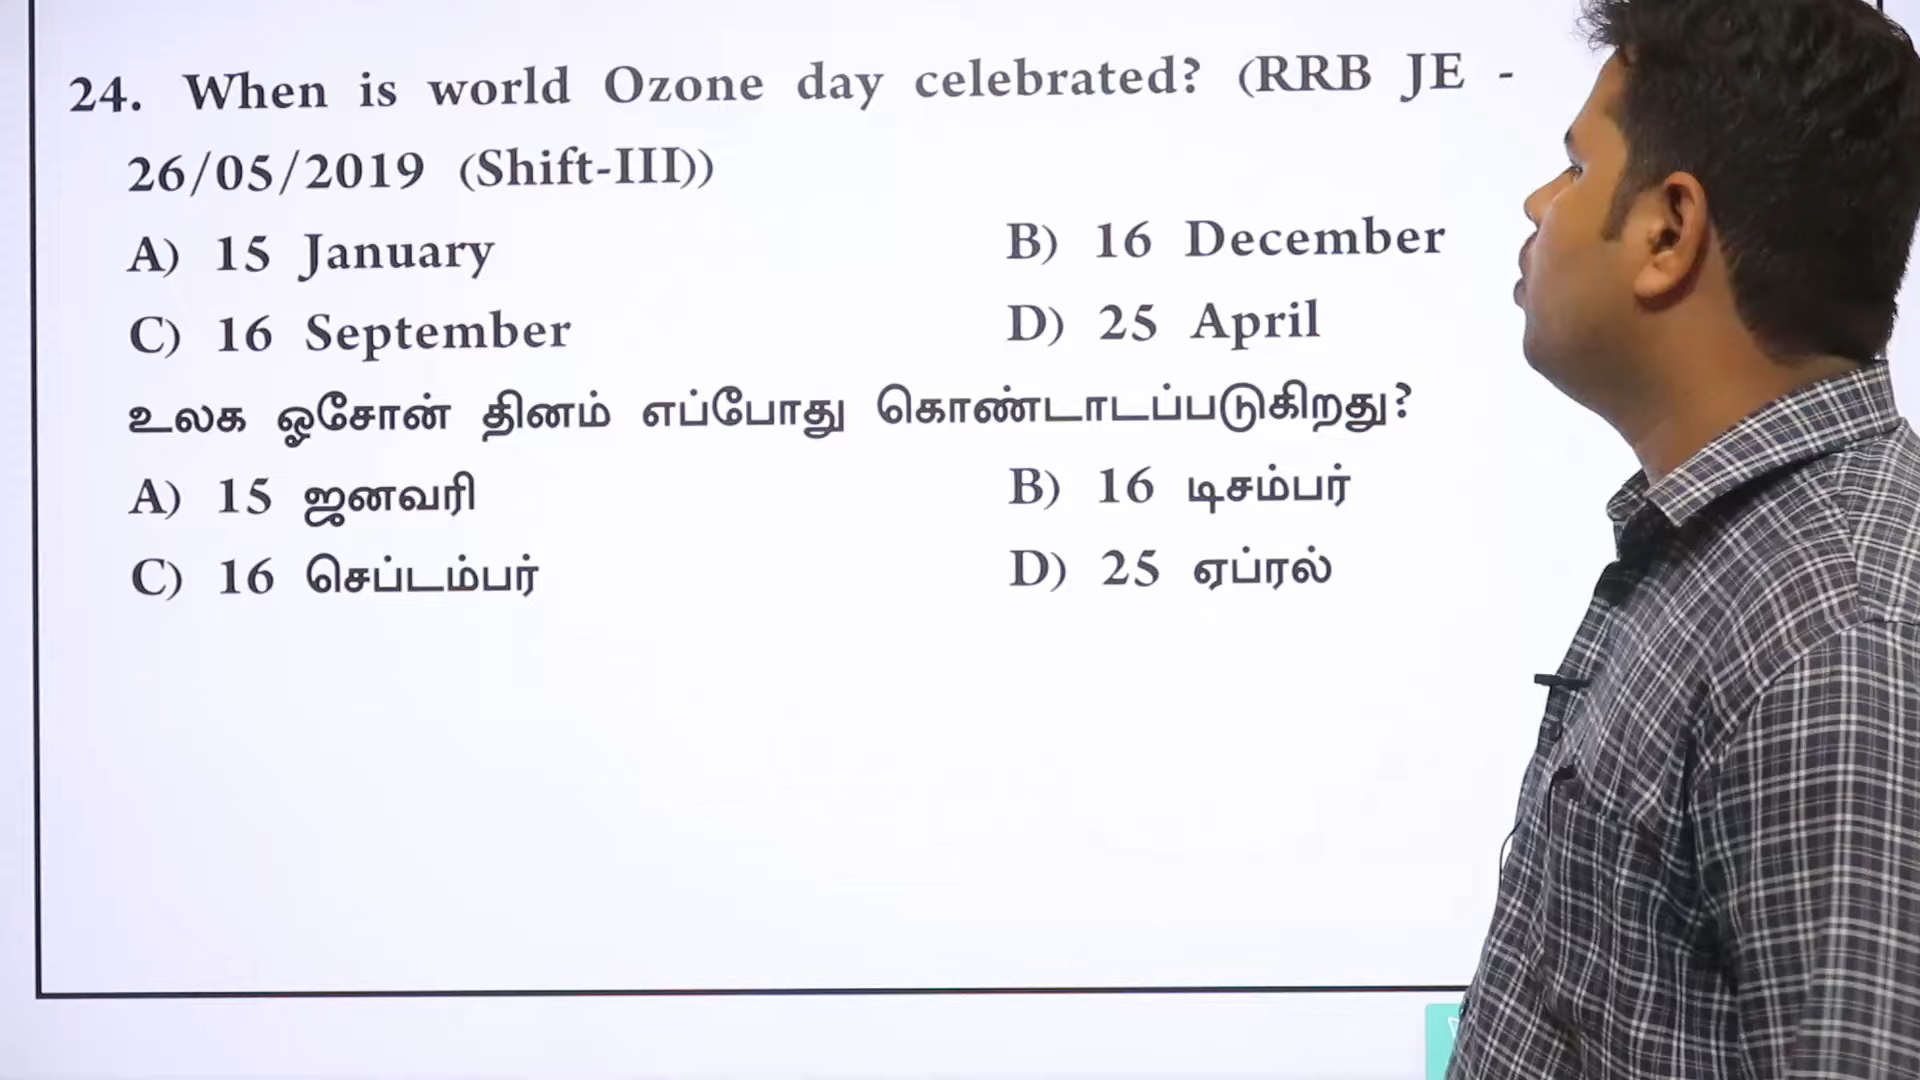 24. When is world Ozone day celebrated? (RRB JE -
26/05/2019 (Shift-III))
A) 15 January B) 16 December
C) 16 September D) 25 April
உலக ஓசோன் தினம் எப்போது கொண்டாடப்படுகிறது?
A) 15 ஜனவரி B) 16 டிசம்பர்
C) 16 செப்டம்பர் D) 25 ஏப்ரல்